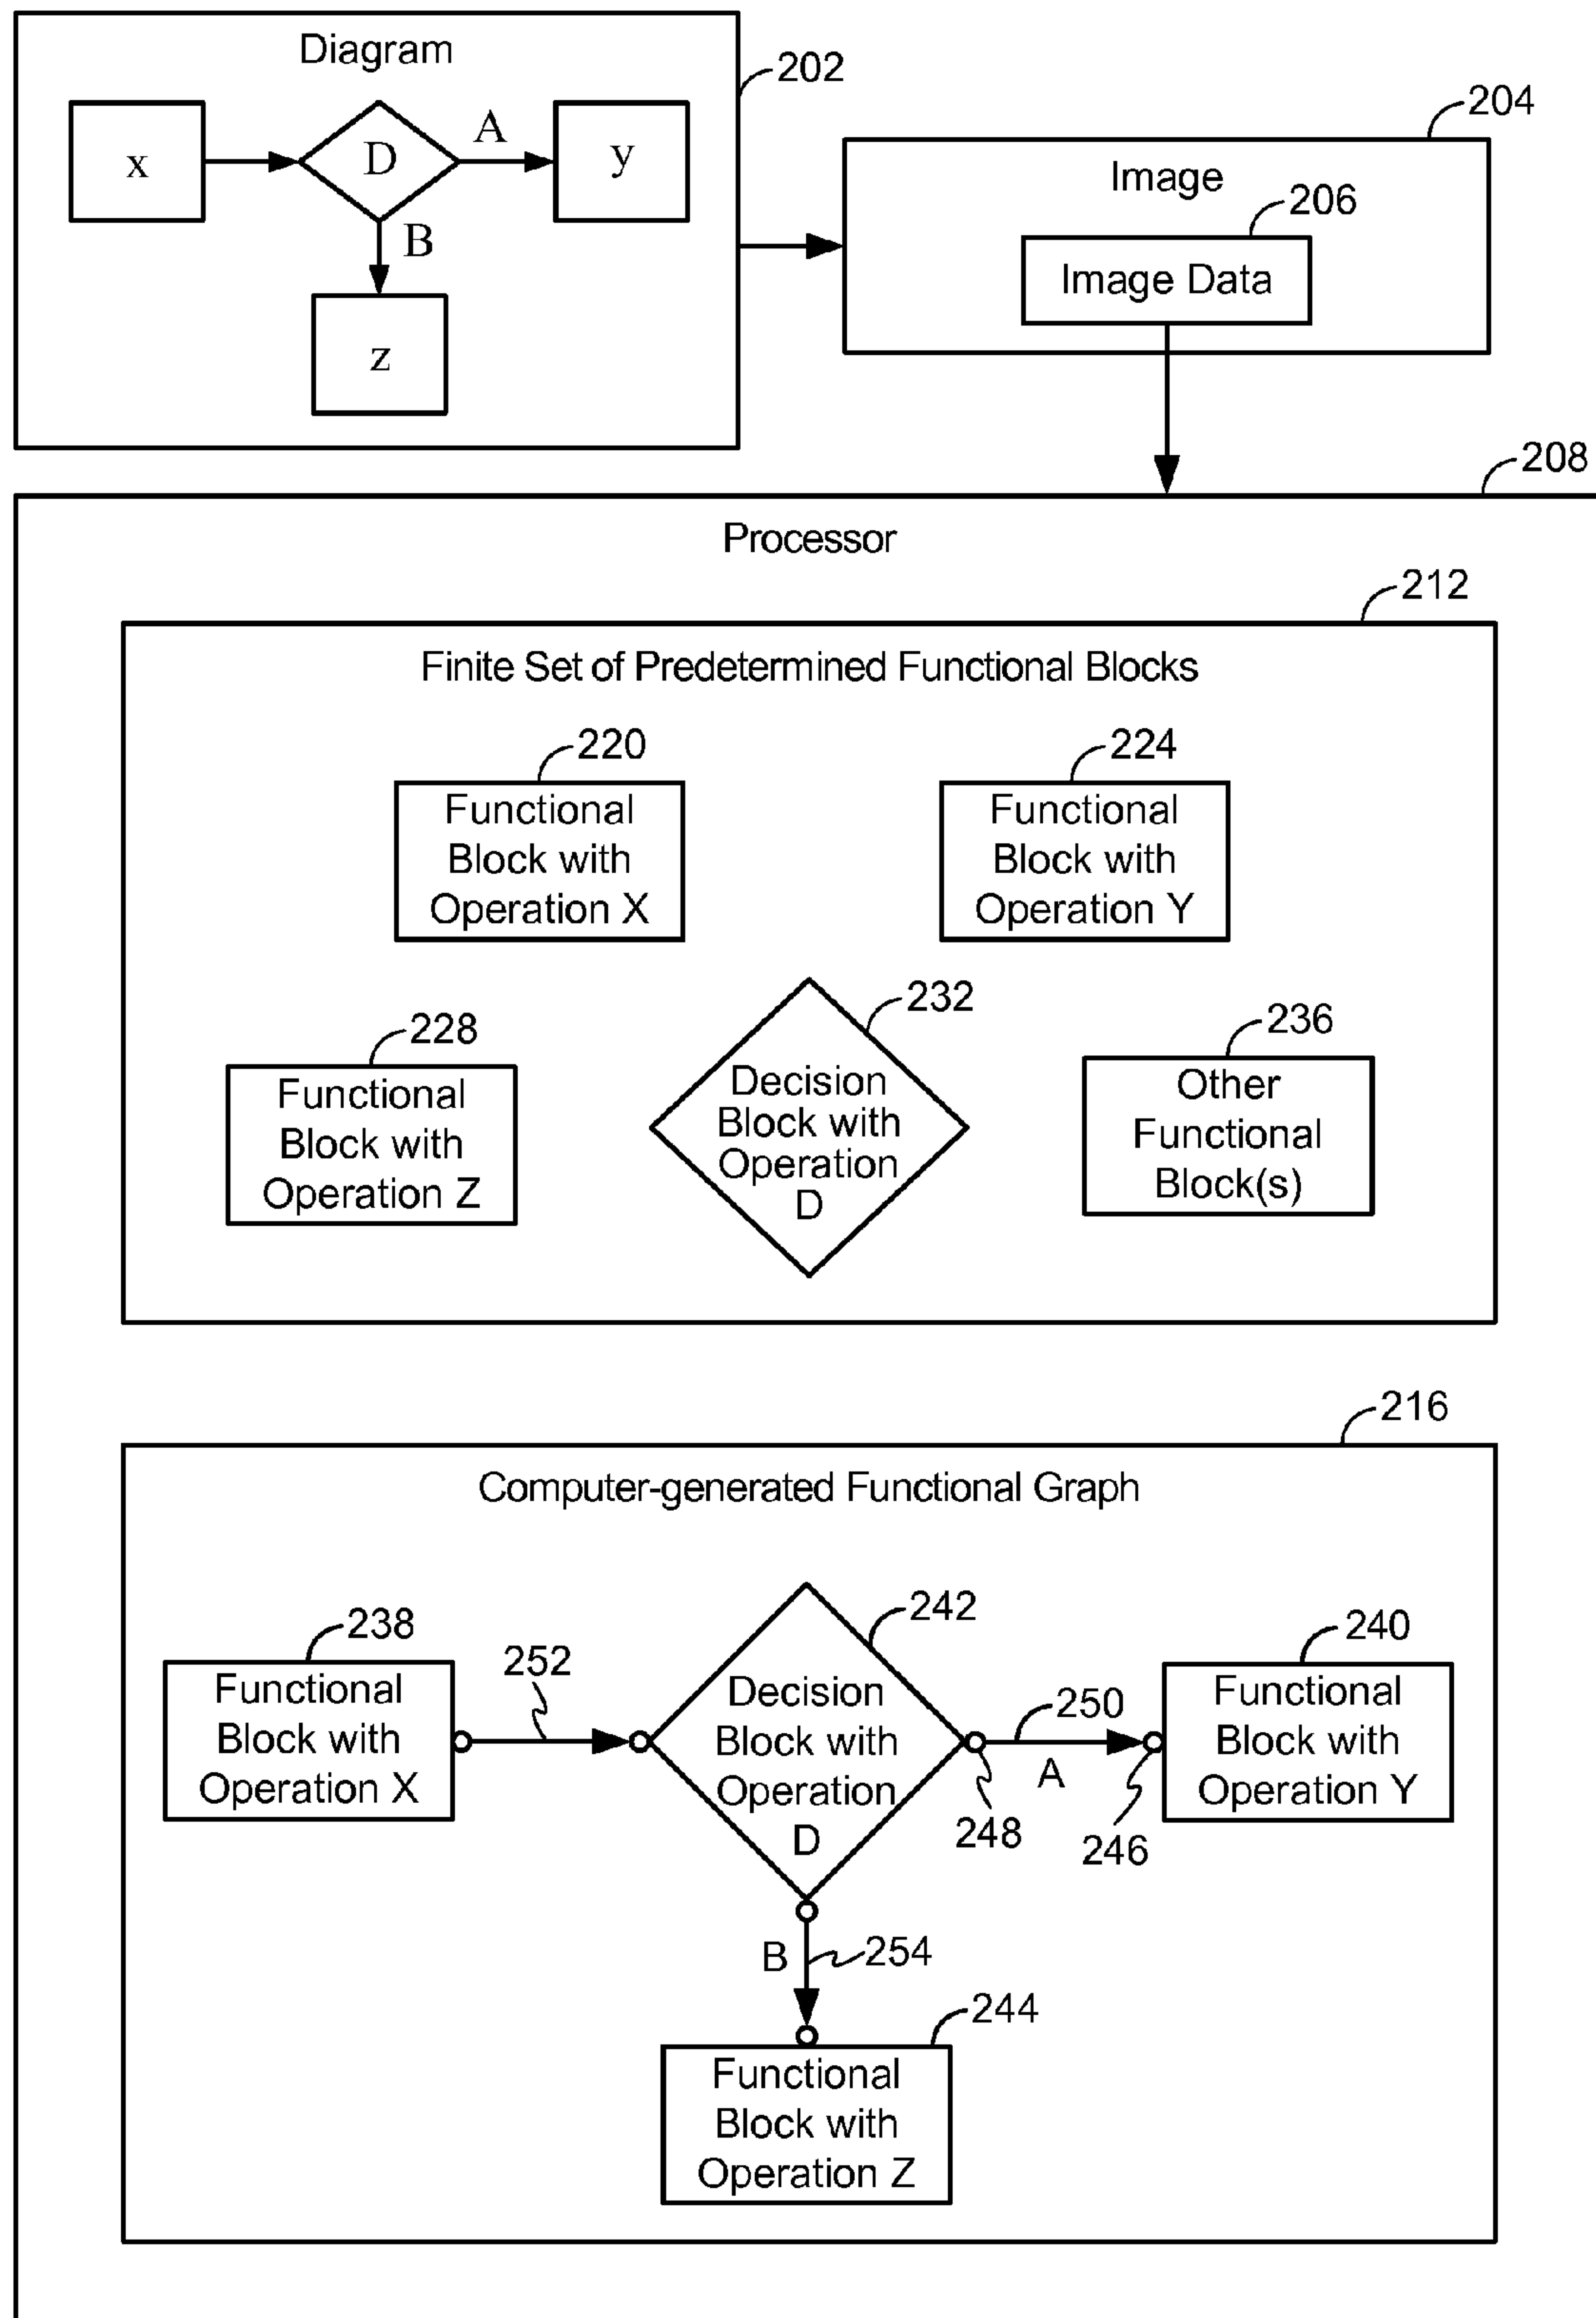 Diagram
202
x
D
A
y
B
z
204
Image
206
Image Data
208
Processor
212
Finite Set of Predetermined Functional Blocks
220
Functional
Block with
Operation X
224
Functional
Block with
Operation Y
228
Functional
Block with
Operation Z
232
Decision
Block with
Operation
D
236
Other
Functional
Block(s)
216
Computer-generated Functional Graph
238
Functional
Block with
Operation X
252
242
Decision
Block with
Operation
D
250
A
248
246
240
Functional
Block with
Operation Y
B
254
244
Functional
Block with
Operation Z